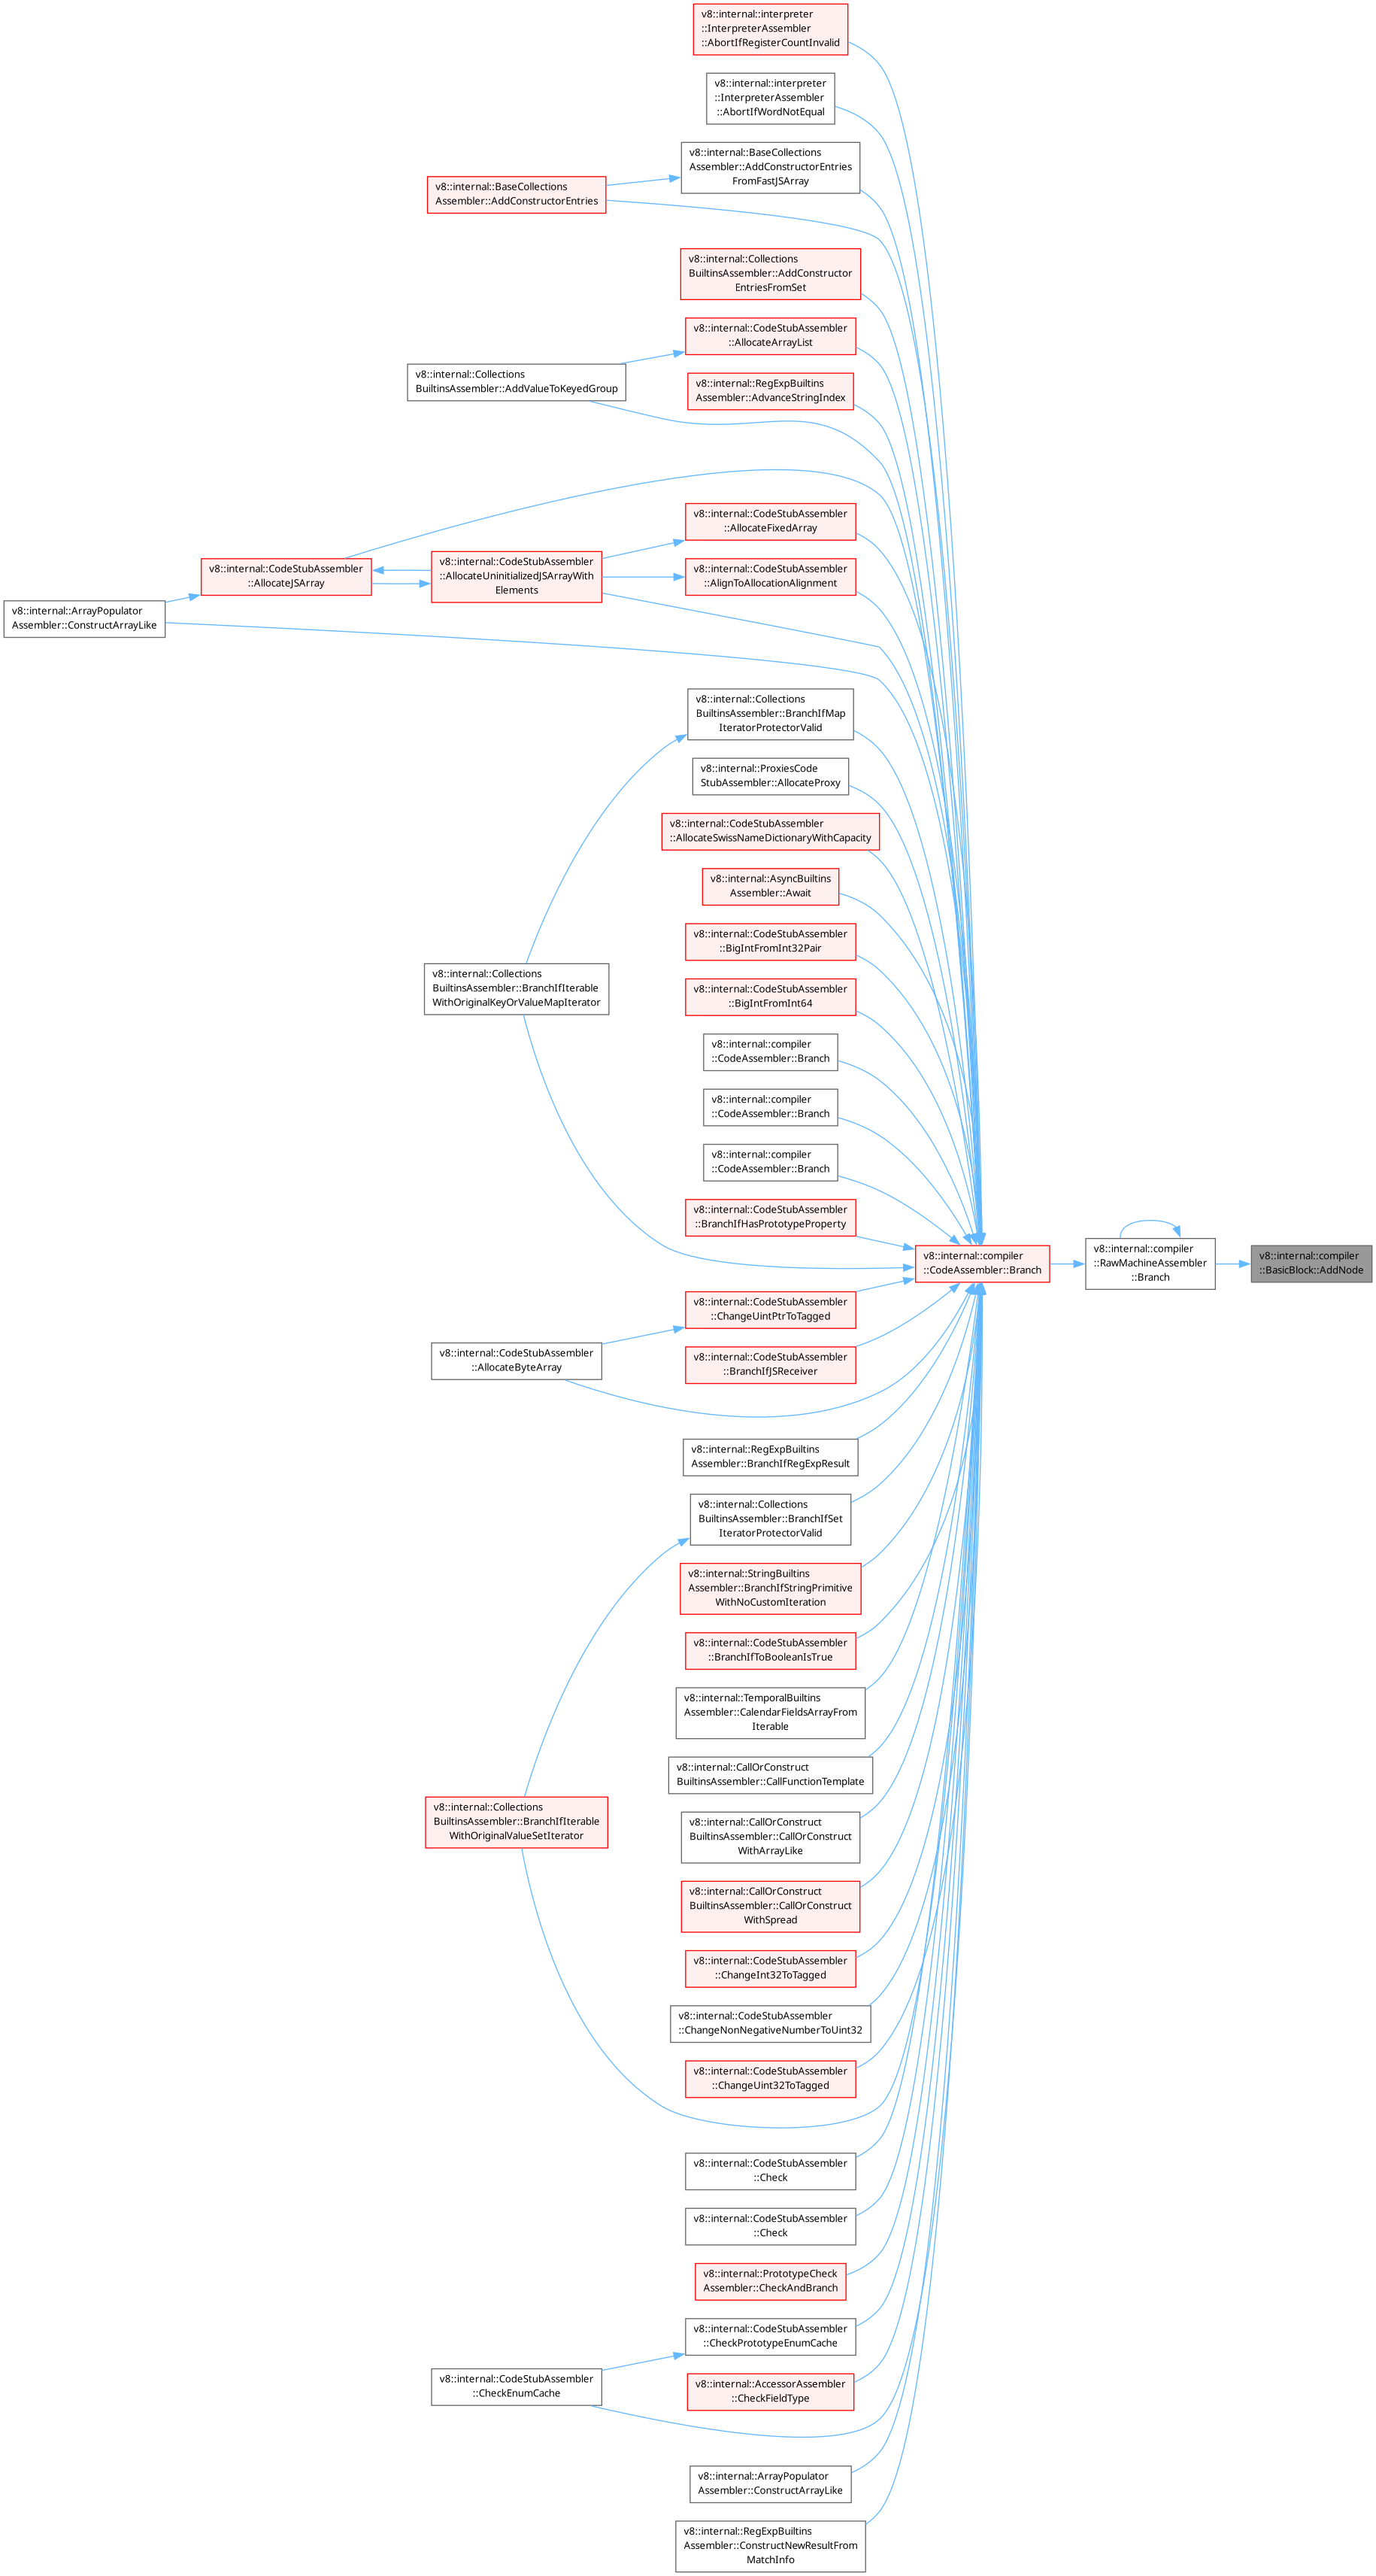 v8::internal::interpreter
::InterpreterAssembler
::AbortIfRegisterCountInvalid
v8::internal::interpreter
::InterpreterAssembler
::AbortIfWordNotEqual
v8::internal::BaseCollections
Assembler::AddConstructorEntries
FromFastJSArray
v8::internal::BaseCollections
Assembler::AddConstructorEntries
v8::internal::Collections
BuiltinsAssembler::AddConstructor
EntriesFromSet
v8::internal::CodeStubAssembler
::AllocateArrayList
v8::internal::Collections
BuiltinsAssembler::AddValueToKeyedGroup
v8::internal::RegExpBuiltins
Assembler::AdvanceStringIndex
v8::internal::CodeStubAssembler
::AllocateFixedArray
v8::internal::CodeStubAssembler
::AllocateJSArray
v8::internal::CodeStubAssembler
::AllocateUninitializedJSArrayWith
Elements
v8::internal::CodeStubAssembler
::AlignToAllocationAlignment
v8::internal::ArrayPopulator
Assembler::ConstructArrayLike
v8::internal::Collections
BuiltinsAssembler::BranchIfMap
IteratorProtectorValid
v8::internal::ProxiesCode
StubAssembler::AllocateProxy
v8::internal::CodeStubAssembler
::AllocateSwissNameDictionaryWithCapacity
v8::internal::AsyncBuiltins
Assembler::Await
v8::internal::CodeStubAssembler
::BigIntFromInt32Pair
v8::internal::Collections
BuiltinsAssembler::BranchIfIterable
WithOriginalKeyOrValueMapIterator
v8::internal::CodeStubAssembler
::BigIntFromInt64
v8::internal::compiler
::CodeAssembler::Branch
v8::internal::compiler
::CodeAssembler::Branch
v8::internal::compiler
::CodeAssembler::Branch
v8::internal::CodeStubAssembler
::BranchIfHasPrototypeProperty
v8::internal::compiler
::CodeAssembler::Branch
v8::internal::compiler
::RawMachineAssembler
::Branch
v8::internal::compiler
::BasicBlock::AddNode
v8::internal::CodeStubAssembler
::ChangeUintPtrToTagged
v8::internal::CodeStubAssembler
::AllocateByteArray
v8::internal::CodeStubAssembler
::BranchIfJSReceiver
v8::internal::RegExpBuiltins
Assembler::BranchIfRegExpResult
v8::internal::Collections
BuiltinsAssembler::BranchIfSet
IteratorProtectorValid
v8::internal::StringBuiltins
Assembler::BranchIfStringPrimitive
WithNoCustomIteration
v8::internal::CodeStubAssembler
::BranchIfToBooleanIsTrue
v8::internal::TemporalBuiltins
Assembler::CalendarFieldsArrayFrom
Iterable
v8::internal::CallOrConstruct
BuiltinsAssembler::CallFunctionTemplate
v8::internal::Collections
BuiltinsAssembler::BranchIfIterable
WithOriginalValueSetIterator
v8::internal::CallOrConstruct
BuiltinsAssembler::CallOrConstruct
WithArrayLike
v8::internal::CallOrConstruct
BuiltinsAssembler::CallOrConstruct
WithSpread
v8::internal::CodeStubAssembler
::ChangeInt32ToTagged
v8::internal::CodeStubAssembler
::ChangeNonNegativeNumberToUint32
v8::internal::CodeStubAssembler
::ChangeUint32ToTagged
v8::internal::CodeStubAssembler
::Check
v8::internal::CodeStubAssembler
::Check
v8::internal::PrototypeCheck
Assembler::CheckAndBranch
v8::internal::CodeStubAssembler
::CheckPrototypeEnumCache
v8::internal::CodeStubAssembler
::CheckEnumCache
v8::internal::AccessorAssembler
::CheckFieldType
v8::internal::ArrayPopulator
Assembler::ConstructArrayLike
v8::internal::RegExpBuiltins
Assembler::ConstructNewResultFrom
MatchInfo